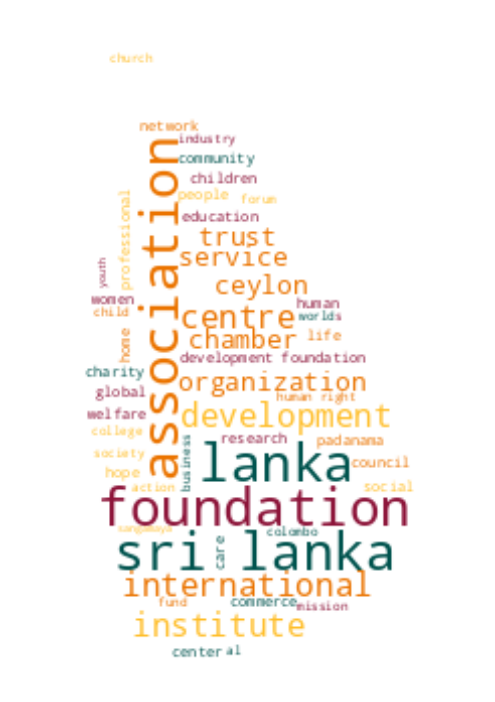 church
network
industry
association
community
children
people
forum
professional
education
trust
service
youth
ceylon
women
human
child
centre
worlds
home
chamber
life
development foundation
charity
organization
global
human right
welfare
development
college
research
padanama
society
business
lanka
council
hope
action
social
foundation
sangamaya
colombo
care
sri lanka
international
fund
commerce
mission
institute
center
al